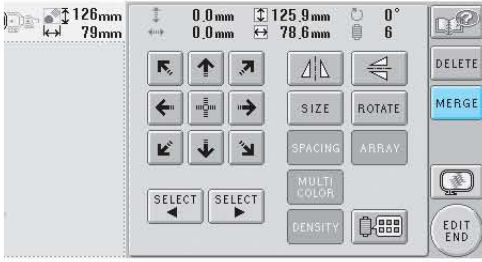 126mm
79mm
0.0mm 125.9mm 0°
0.0mm 78.6mm 6
DELETE
MERGE
SIZE ROTATE
SPACING ARRAY
MULTI
COLOR
SELECT SELECT
DENSITY
EDIT
END